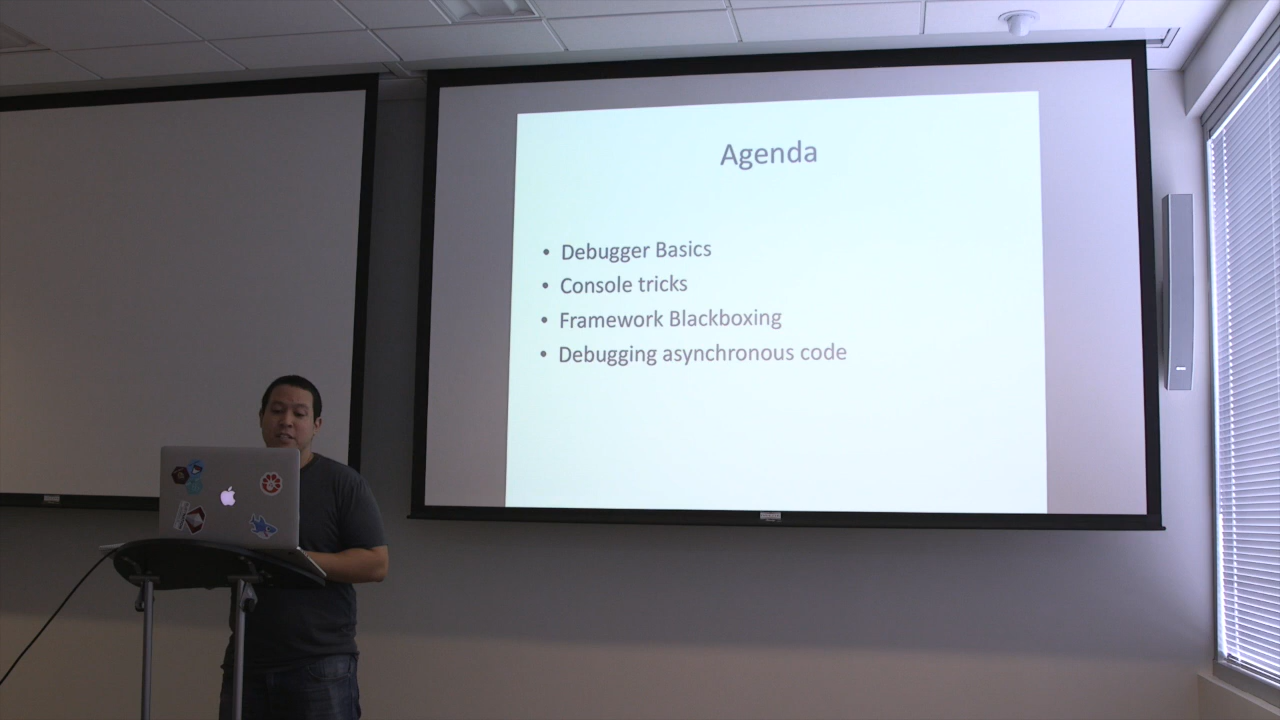 Agenda
• Debugger Basics
• Console tricks
• Framework Blackboxing
• Debugging asynchronous code